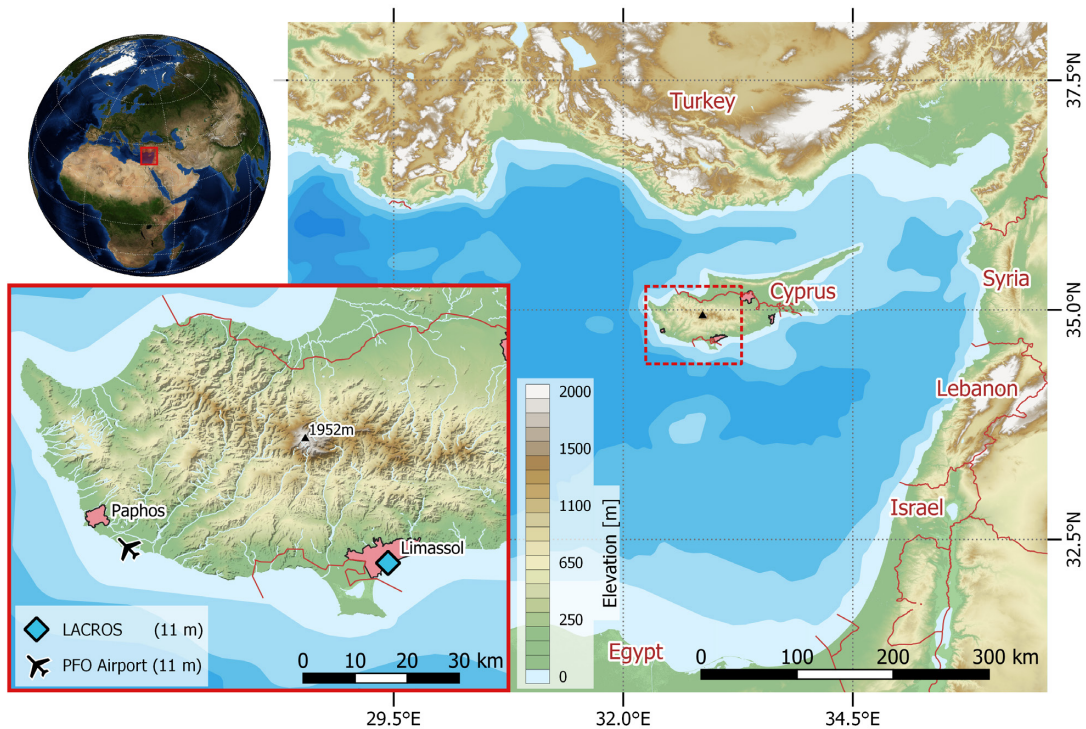 37.5°N
Turkey
Syria
Cyprus
35.0°N
Lebanon
2000
1952m
1500
Israel
1100
Paphos
32.5°N
Limassol
650
Elevation [m]
250
LACROS (11 m)
Egypt
PFO Airport (11 m)
0 10 20 30 km
0 100 200 300 km
0
29.5°E 32.0°E 34.5°E